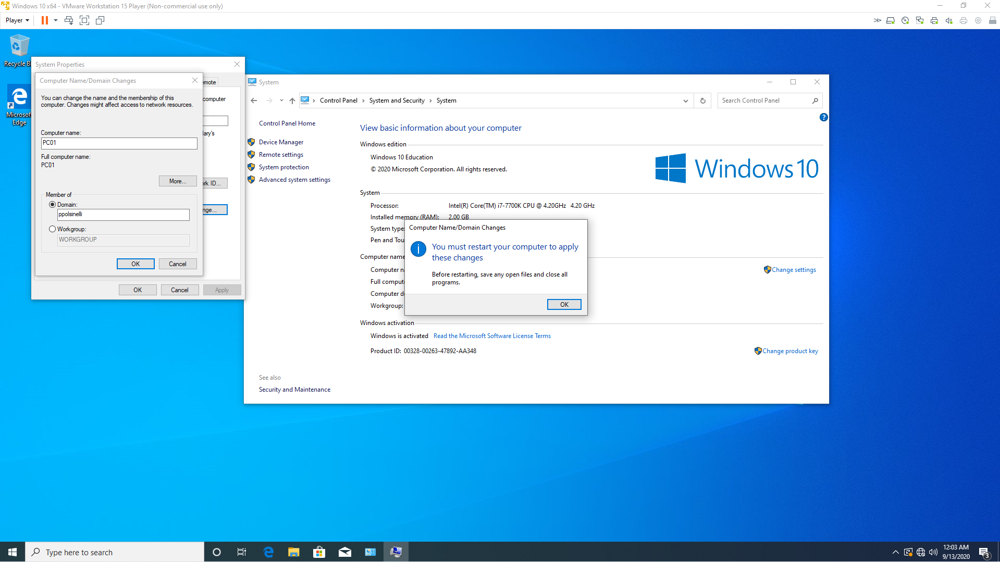 Windows 10 x64 - VMware Workstation 15 Player (Non-commercial use only)
Player
Recycle B
Microsof
Edge
System Properties
Computer Name/Domain Changes
emote
You can change the name and the membership of this
computer. Changes might affect access to network resources.
computer
lary's
Computer name:
PC01
Full computer name:
PC01
More...
rk ID...
Member of
Domain:
ppolsinelli
nge...
Workgroup:
WORKGROUP
OK
Cancel
OK
Cancel
Apply
System
Control Panel
System and Security
System
Search Control Panel
?
Control Panel Home
Device Manager
Remote settings
System protection
Advanced system settings
See also
Security and Maintenance
View basic information about your computer
Windows edition
Windows 10 Education
© 2020 Microsoft Corporation. All rights reserved.
Windows 10
System
Processor: Intel(R) Core(TM) i7-7700K CPU @ 4.20GHz 4.20 GHz
Installed memory (RAM): 2.00 GB
System type:
Pen and Tou
Computer name
Computer na
Full compute
Computer de
Workgroup:
Change settings
Windows activation
Windows is activated Read the Microsoft Software License Terms
Product ID: 00328-00263-47892-AA348
Change product key
Computer Name/Domain Changes
You must restart your computer to apply
these changes
Before restarting, save any open files and close all
programs.
OK
Type here to search
12:03 AM
9/13/2020
3